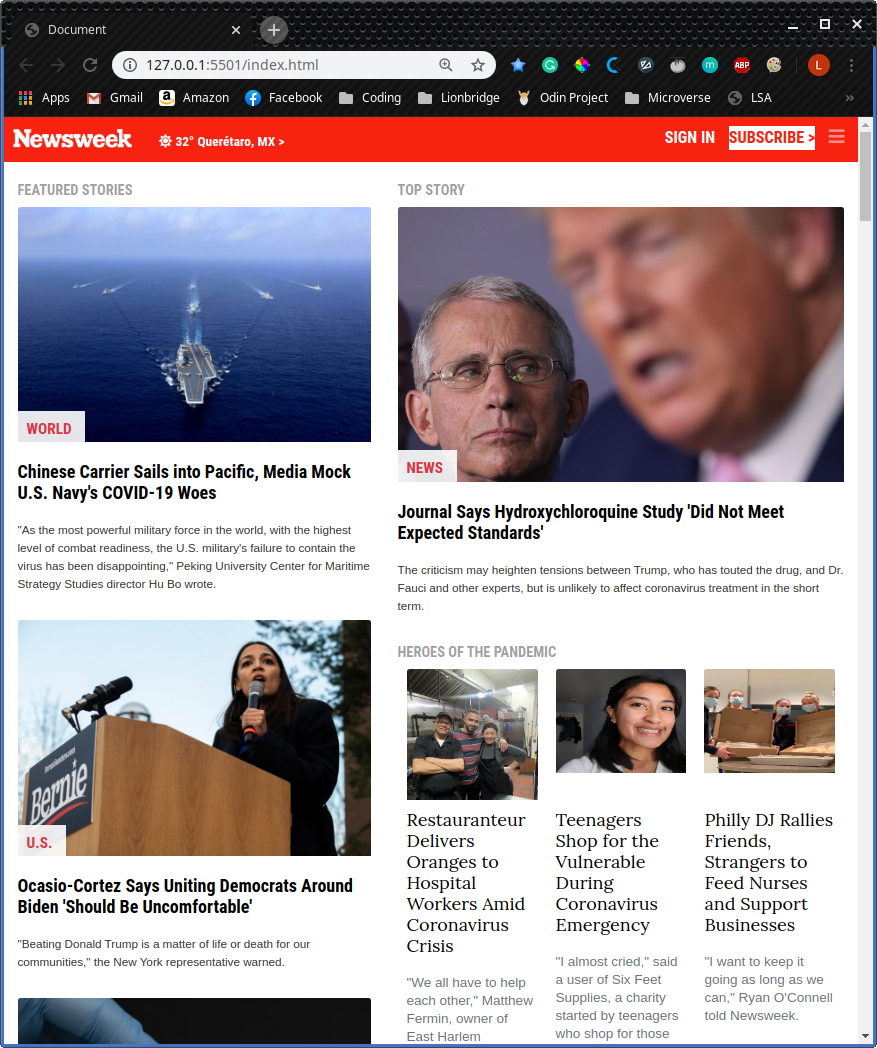 Document
127.0.0.1:5501/index.html
ABP
L
Apps Gmail Amazon Facebook Coding Lionbridge Odin Project Microverse LSA »
Newsweek 32° Querétaro, MX > SIGN IN SUBSCRIBE >
FEATURED STORIES
WORLD
Chinese Carrier Sails into Pacific, Media Mock
U.S. Navy's COVID-19 Woes
"As the most powerful military force in the world, with the highest
level of combat readiness, the U.S. military's failure to contain the
virus has been disappointing," Peking University Center for Maritime
Strategy Studies director Hu Bo wrote.
BernieSanders.com
Bernie
U.S.
Ocasio-Cortez Says Uniting Democrats Around
Biden 'Should Be Uncomfortable'
"Beating Donald Trump is a matter of life or death for our
communities," the New York representative warned.
TOP STORY
NEWS
Journal Says Hydroxychloroquine Study 'Did Not Meet
Expected Standards'
The criticism may heighten tensions between Trump, who has touted the drug, and Dr.
Fauci and other experts, but is unlikely to affect coronavirus treatment in the short
term.
HEROES OF THE PANDEMIC
Restauranteur
Delivers
Oranges to
Hospital
Workers Amid
Coronavirus
Crisis
"We all have to help
each other," Matthew
Fermin, owner of
East Harlem
Teenagers
Shop for the
Vulnerable
During
Coronavirus
Emergency
"I almost cried," said
a user of Six Feet
Supplies, a charity
started by teenagers
who shop for those
Philly DJ Rallies
Friends,
Strangers to
Feed Nurses
and Support
Businesses
"I want to keep it
going as long as we
can," Ryan O'Connell
told Newsweek.